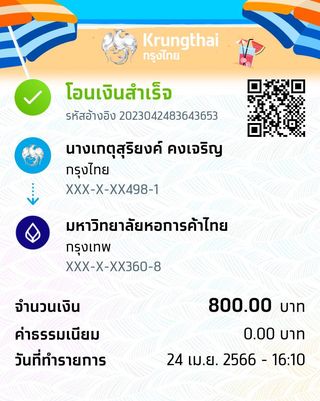 Krungthai
กรุงไทย
โอนเงินสำเร็จ
รหัสอ้างอิง 2023042483643653
นางเกตุสุริยงค์ คงเจริญ
กรุงไทย
XXX-X-XX498-1
มหาวิทยาลัยหอการค้าไทย
กรุงเทพ
XXX-X-XX360-8
จำนวนเงิน 800.00 บาท
ค่าธรรมเนียม 0.00 บาท
วันที่ทำรายการ 24 เม.ย. 2566 - 16:10